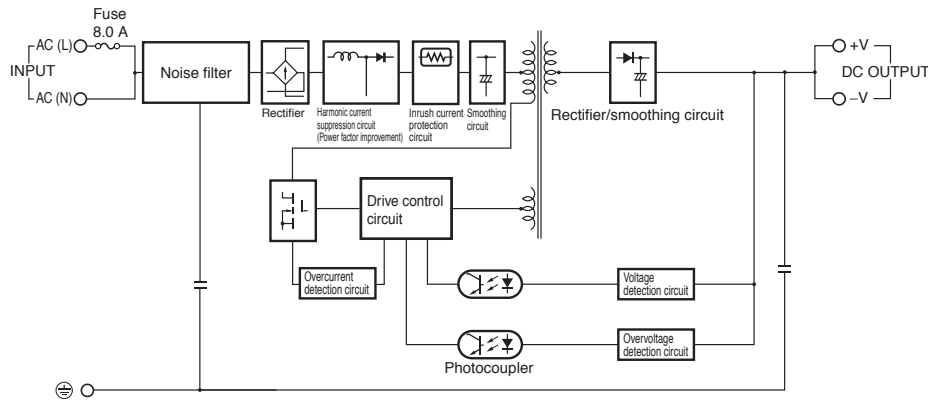 Fuse
8.0 A
AC (L)
INPUT
AC (N)
Noise filter
Rectifier
Harmonic current
suppression circuit
(Power factor improvement)
Inrush current
protection
circuit
Smoothing
circuit
Rectifier/smoothing circuit
+V
DC OUTPUT
–V
Drive control
circuit
Overcurrent
detection circuit
Voltage
detection circuit
Overvoltage
detection circuit
Photocoupler